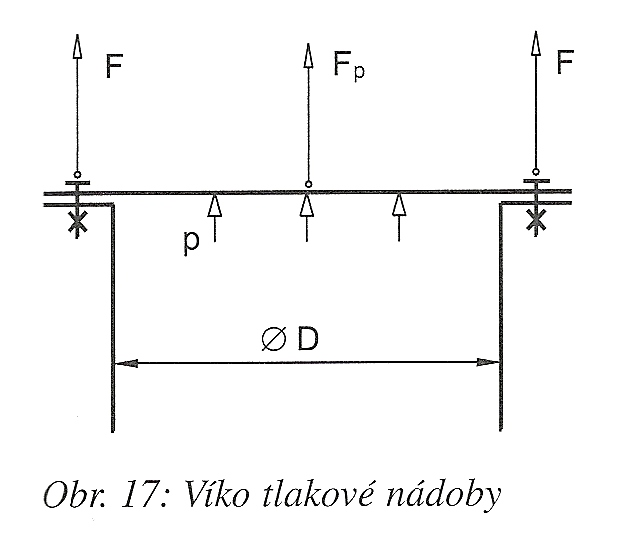 F Fp F
p
∅ D
Obr. 17: Víko tlakové nádoby